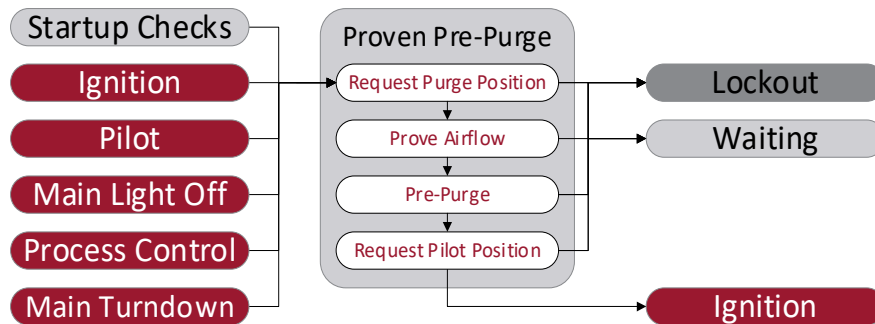 Startup Checks
Ignition
Pilot
Main Light Off
Process Control
Main Turndown
Proven Pre-Purge
Request Purge Position
Prove Airflow
Pre-Purge
Request Pilot Position
Lockout
Waiting
Ignition